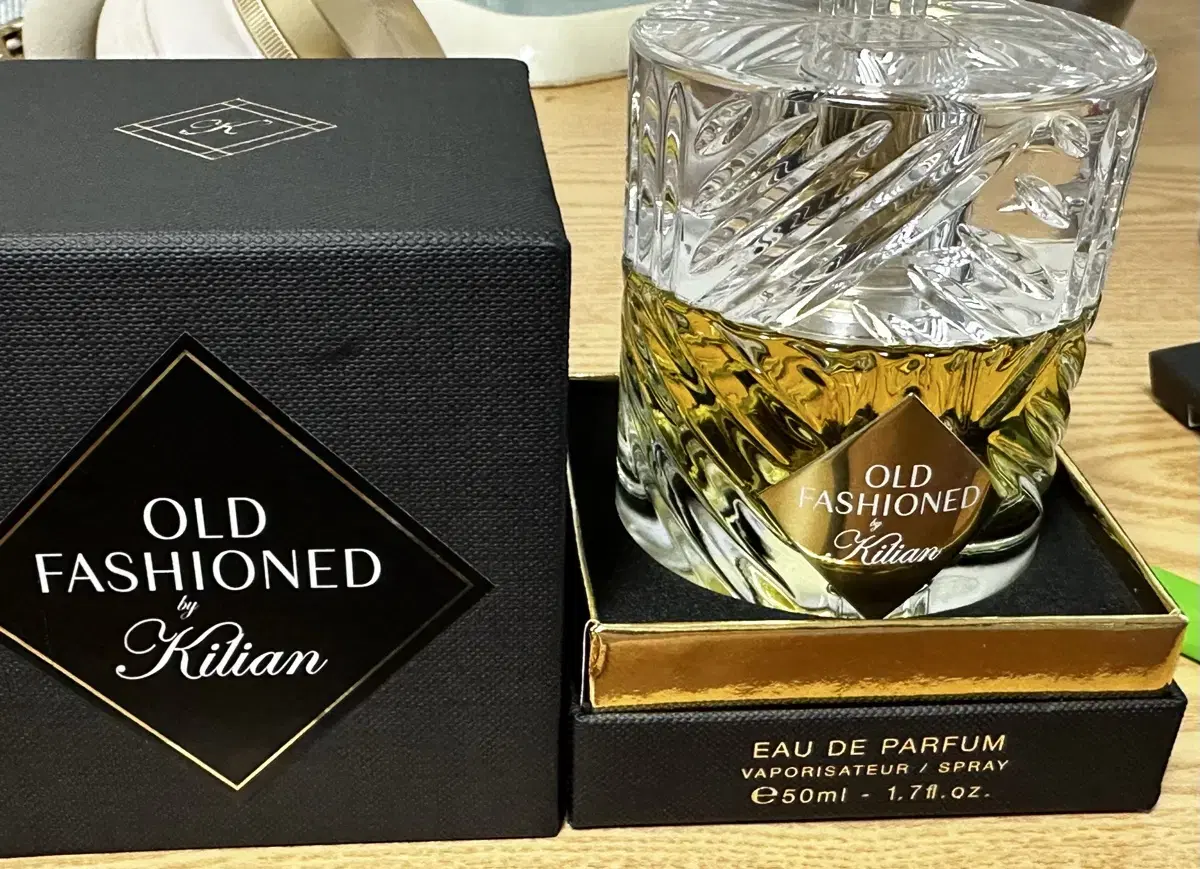 K
OLD
FASHIONED
by
Kilian
OLD
FASHIONED
by
Kilian
EAU DE PARFUM
VAPORISATEUR / SPRAY
℮50ml - 1,7fl.oz.